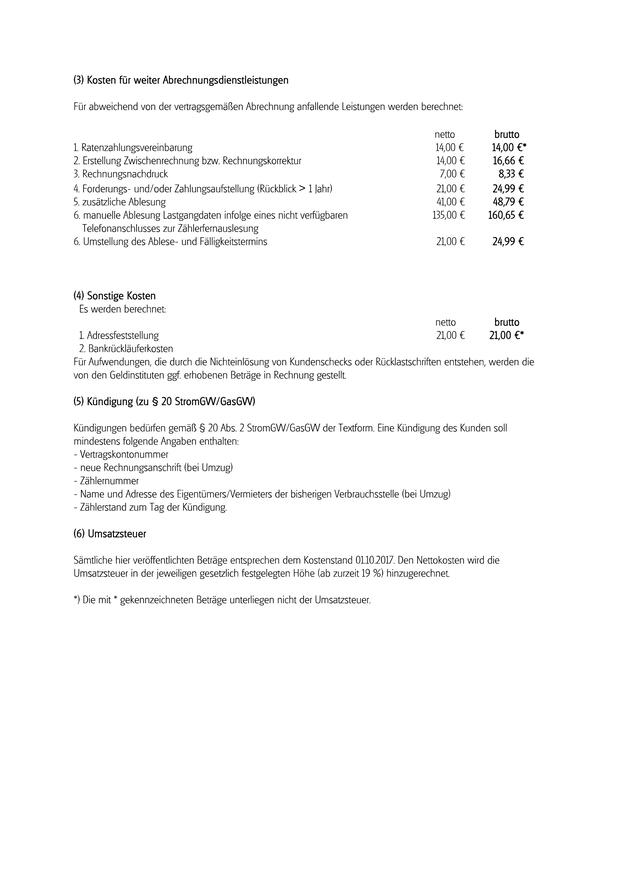 (3) Kosten für weiter Abrechnungsdienstleistungen
Für abweichend von der vertragsgemäßen Abrechnung anfallende Leistungen werden berechnet:
netto brutto
1. Ratenzahlungsvereinbarung 14,00 € 14,00 €*
2. Erstellung Zwischenrechnung bzw. Rechnungskorrektur 14,00 € 16,66 €
3. Rechnungsnachdruck 7,00 € 8,33 €
4. Forderungs- und/oder Zahlungsaufstellung (Rückblick > 1 Jahr) 21,00 € 24,99 €
5. zusätzliche Ablesung 41,00 € 48,79 €
6. manuelle Ablesung Lastgangdaten infolge eines nicht verfügbaren 135,00 € 160,65 €
Telefonanschlusses zur Zählerfernauslesung
6. Umstellung des Ablese- und Fälligkeitstermins 21,00 € 24,99 €
(4) Sonstige Kosten
Es werden berechnet:
netto brutto
1. Adressfeststellung 21,00 € 21,00 €*
2. Bankrückläuferkosten
Für Aufwendungen, die durch die Nichteinlösung von Kundenschecks oder Rücklastschriften entstehen, werden die
von den Geldinstituten ggf. erhobenen Beträge in Rechnung gestellt.
(5) Kündigung (zu § 20 StromGW/GasGW)
Kündigungen bedürfen gemäß § 20 Abs. 2 StromGW/GasGW der Textform. Eine Kündigung des Kunden soll
mindestens folgende Angaben enthalten:
- Vertragskontonummer
- neue Rechnungsanschrift (bei Umzug)
- Zählernummer
- Name und Adresse des Eigentümers/Vermieters der bisherigen Verbrauchsstelle (bei Umzug)
- Zählerstand zum Tag der Kündigung.
(6) Umsatzsteuer
Sämtliche hier veröffentlichten Beträge entsprechen dem Kostenstand 01.10.2017. Den Nettokosten wird die
Umsatzsteuer in der jeweiligen gesetzlich festgelegten Höhe (ab zurzeit 19 %) hinzugerechnet.
*) Die mit * gekennzeichneten Beträge unterliegen nicht der Umsatzsteuer.